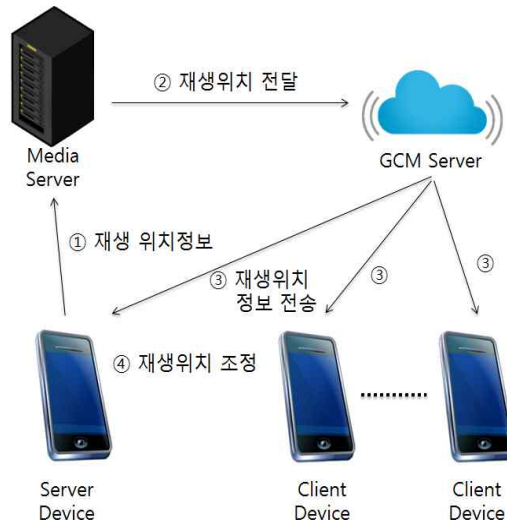 ② 재생위치 전달
Media
Server
GCM Server
① 재생 위치정보
③ 재생위치
정보 전송
③
③
④ 재생위치 조정
Server
Device
Client
Device
Client
Device